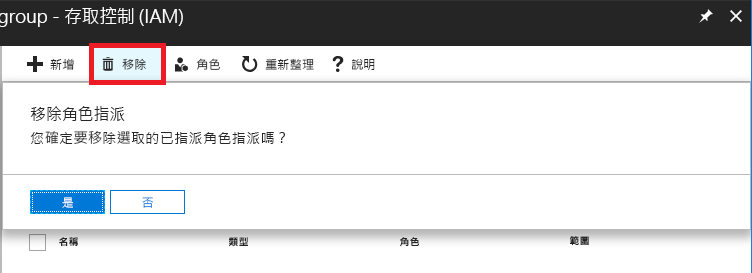 group - 存取控制 (IAM)
新增 移除 角色 重新整理 說明
移除角色指派
您確定要移除選取的已指派角色指派嗎？
是 否
名稱 類型 角色 範圍